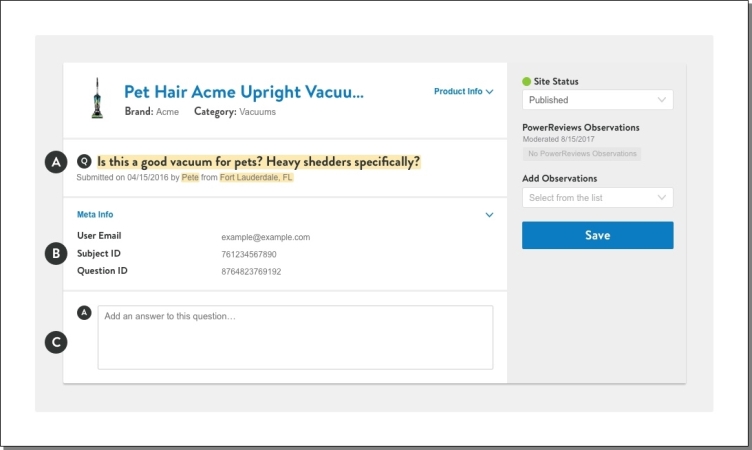 Pet Hair Acme Upright Vacuu...
Product Info
Brand: Acme Category: Vacuums
A
Q Is this a good vacuum for pets? Heavy shedders specifically?
Submitted on 04/15/2016 by Pete from Fort Lauderdale, FL
Meta Info
B
User Email example@example.com
Subject ID 761234567890
Question ID 8764823769192
C
A Add an answer to this question...
Site Status
Published
PowerReviews Observations
Moderated 8/15/2017
No PowerReviews Observations
Add Observations
Select from the list
Save